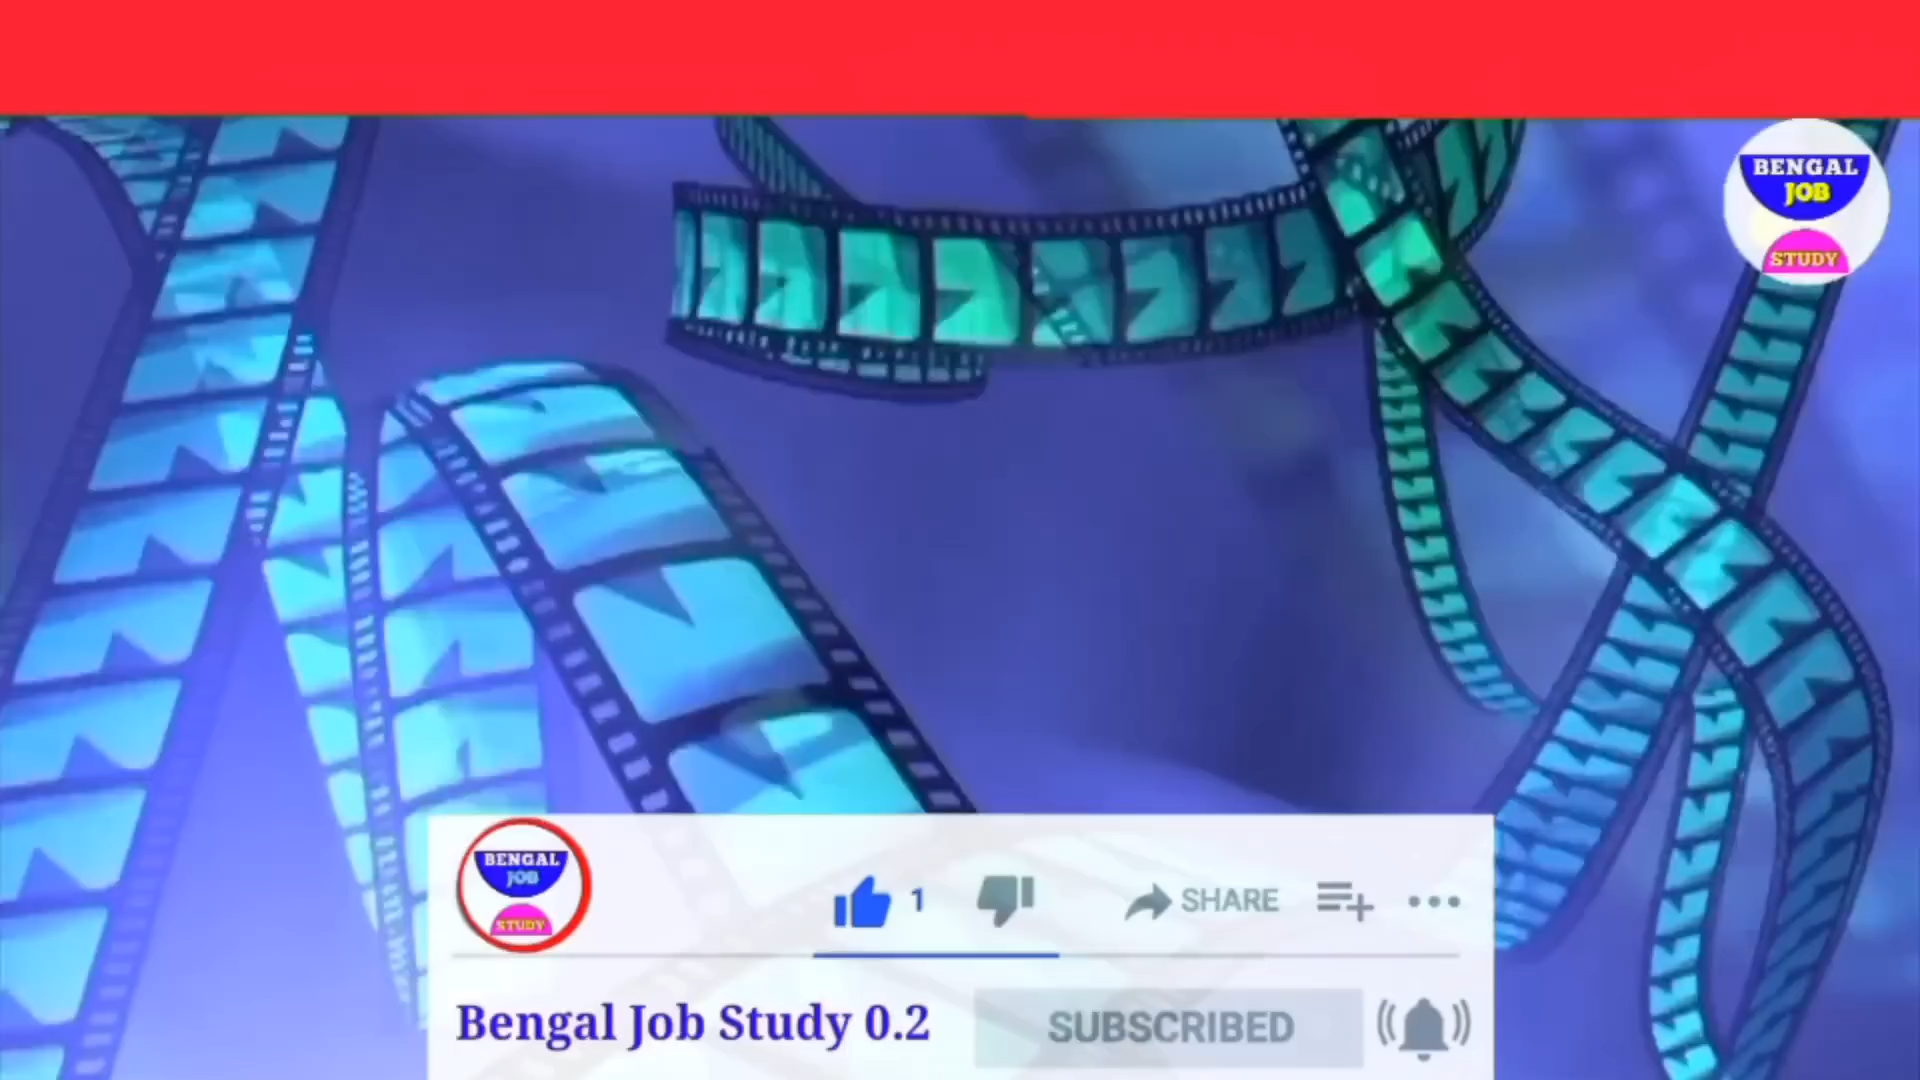 BENGAL
JOB
STUDY
BENGAL
JOB
STUDY
1
SHARE
Bengal Job Study 0.2
SUBSCRIBED